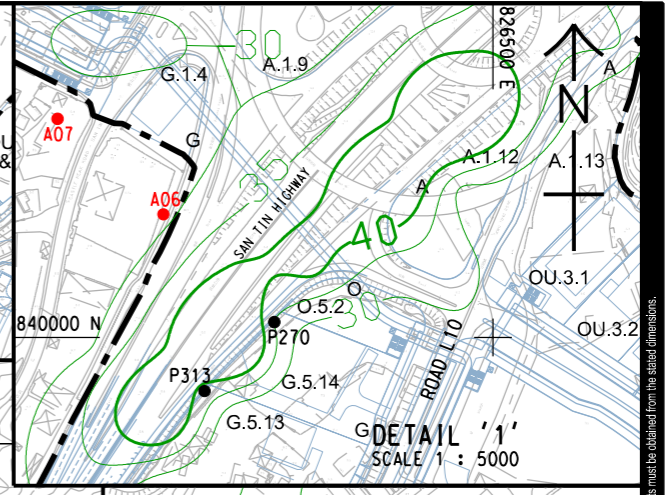 30
A.1.9
826500 E
G.1.4
A
N
A07
G
&
A.1.12
A.1.13
35
A
A06
SAN TIN HIGHWAY
40
OU.3.1
O
O.5.2
30
840000 N
P270
OU.3.2
ROAD L10
P313
G.5.14
G.5.13
G
DETAIL '1'
SCALE 1 : 5000
s must be obtained from the stated dimensions.